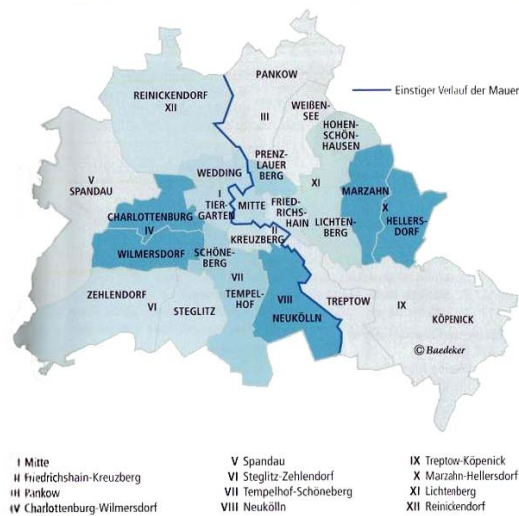 PANKOW
Einstiger Verlauf der Mauer
REINICKENDORF
XII
III
WEIßEN-
SEE
HOHEN-
SCHÖN-
HAUSEN
PRENZ-
LAUER
BERG
WEDDING
V
SPANDAU
I
TIER-
GARTEN
MITTE
FRIED-
RICHS-
HAIN
XI
LICHTEN-
BERG
MARZAHN
X
HELLERS-
DORF
CHARLOTTENBURG
IV
WILMERSDORF
II
KREUZBERG
SCHÖNE-
BERG
VII
TEMPEL-
HOF
VIII
NEUKÖLLN
ZEHLENDORF
VI
STEGLITZ
TREPTOW
IX
KÖPENICK
© Baedeker
I Mitte
II Friedrichshain-Kreuzberg
III Pankow
IV Charlottenburg-Wilmersdorf
V Spandau
VI Steglitz-Zehlendorf
VII Tempelhof-Schöneberg
VIII Neukölln
IX Treptow-Köpenick
X Marzahn-Hellersdorf
XI Lichtenberg
XII Reinickendorf